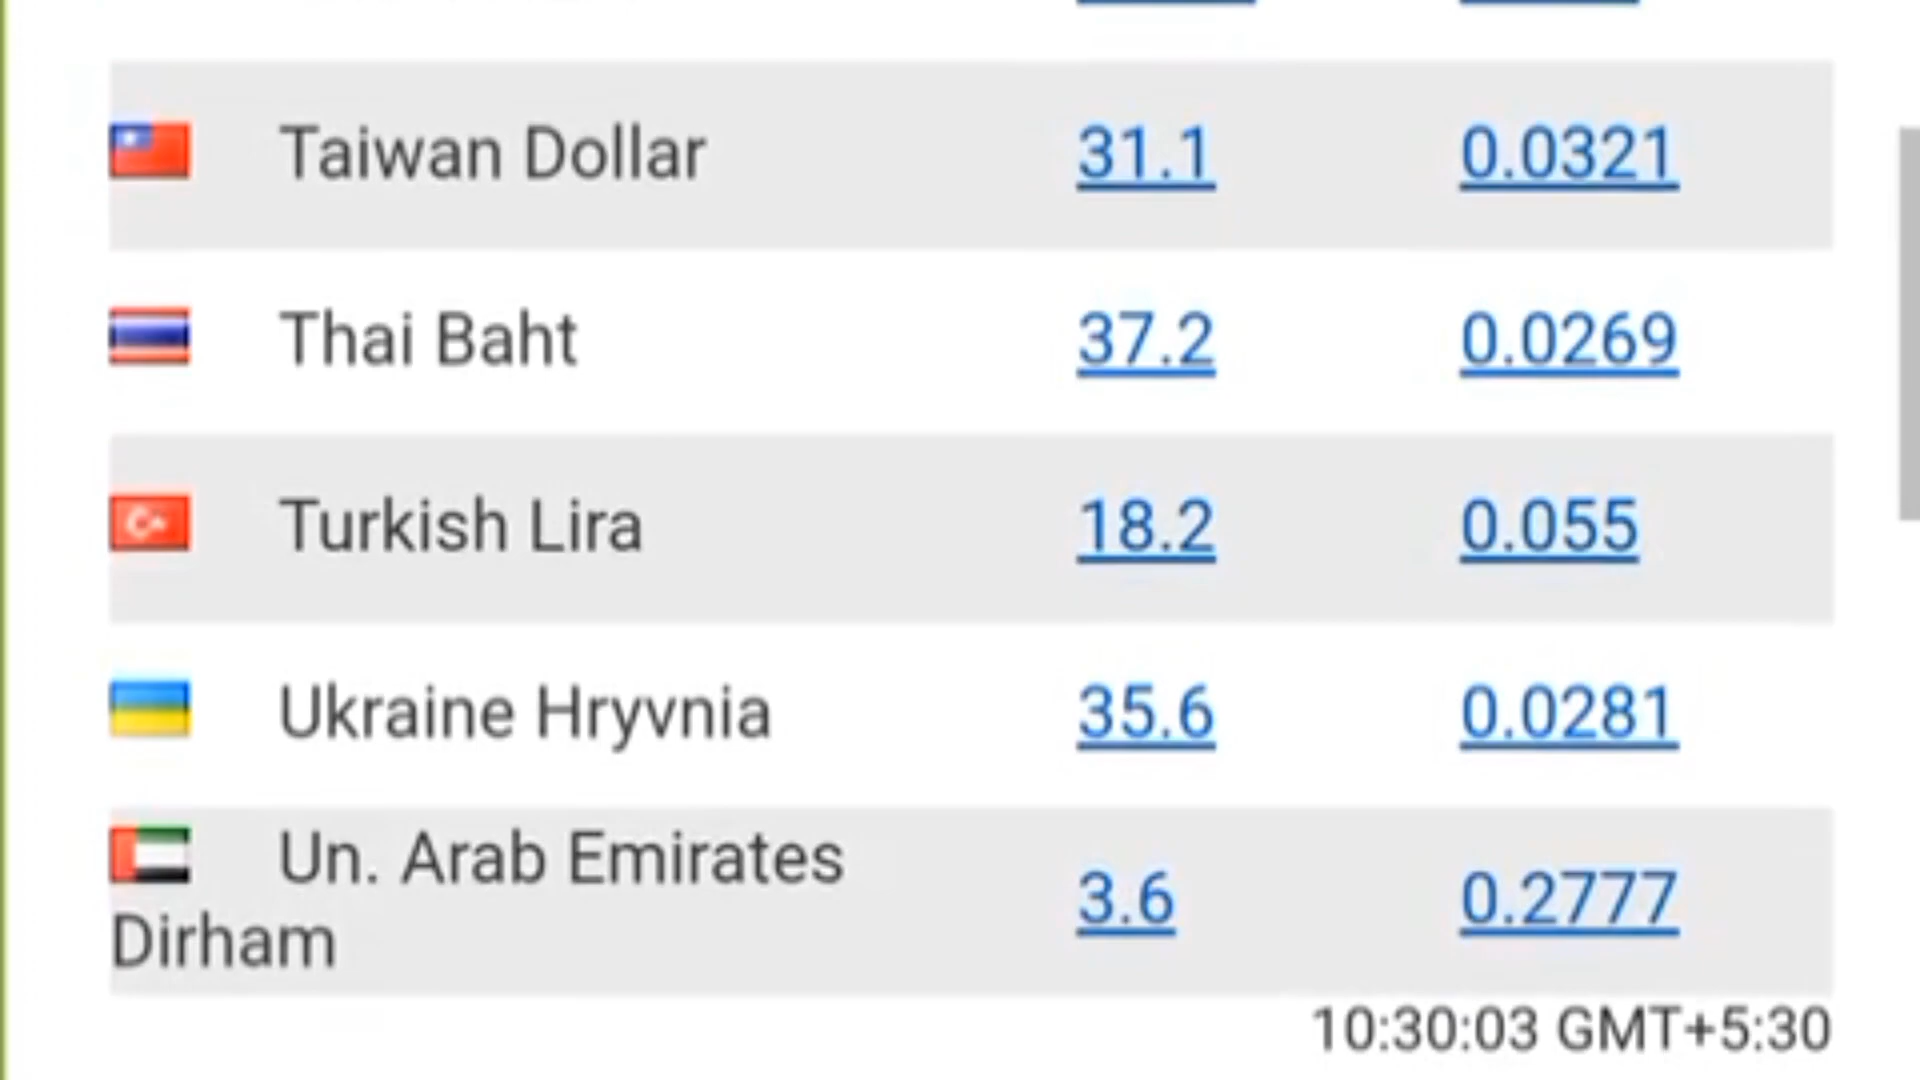 Taiwan Dollar 31.1 0.0321
Thai Baht 37.2 0.0269
Turkish Lira 18.2 0.055
Ukraine Hryvnia 35.6 0.0281
Un. Arab Emirates
Dirham 3.6 0.2777
10:30:03 GMT+5:30